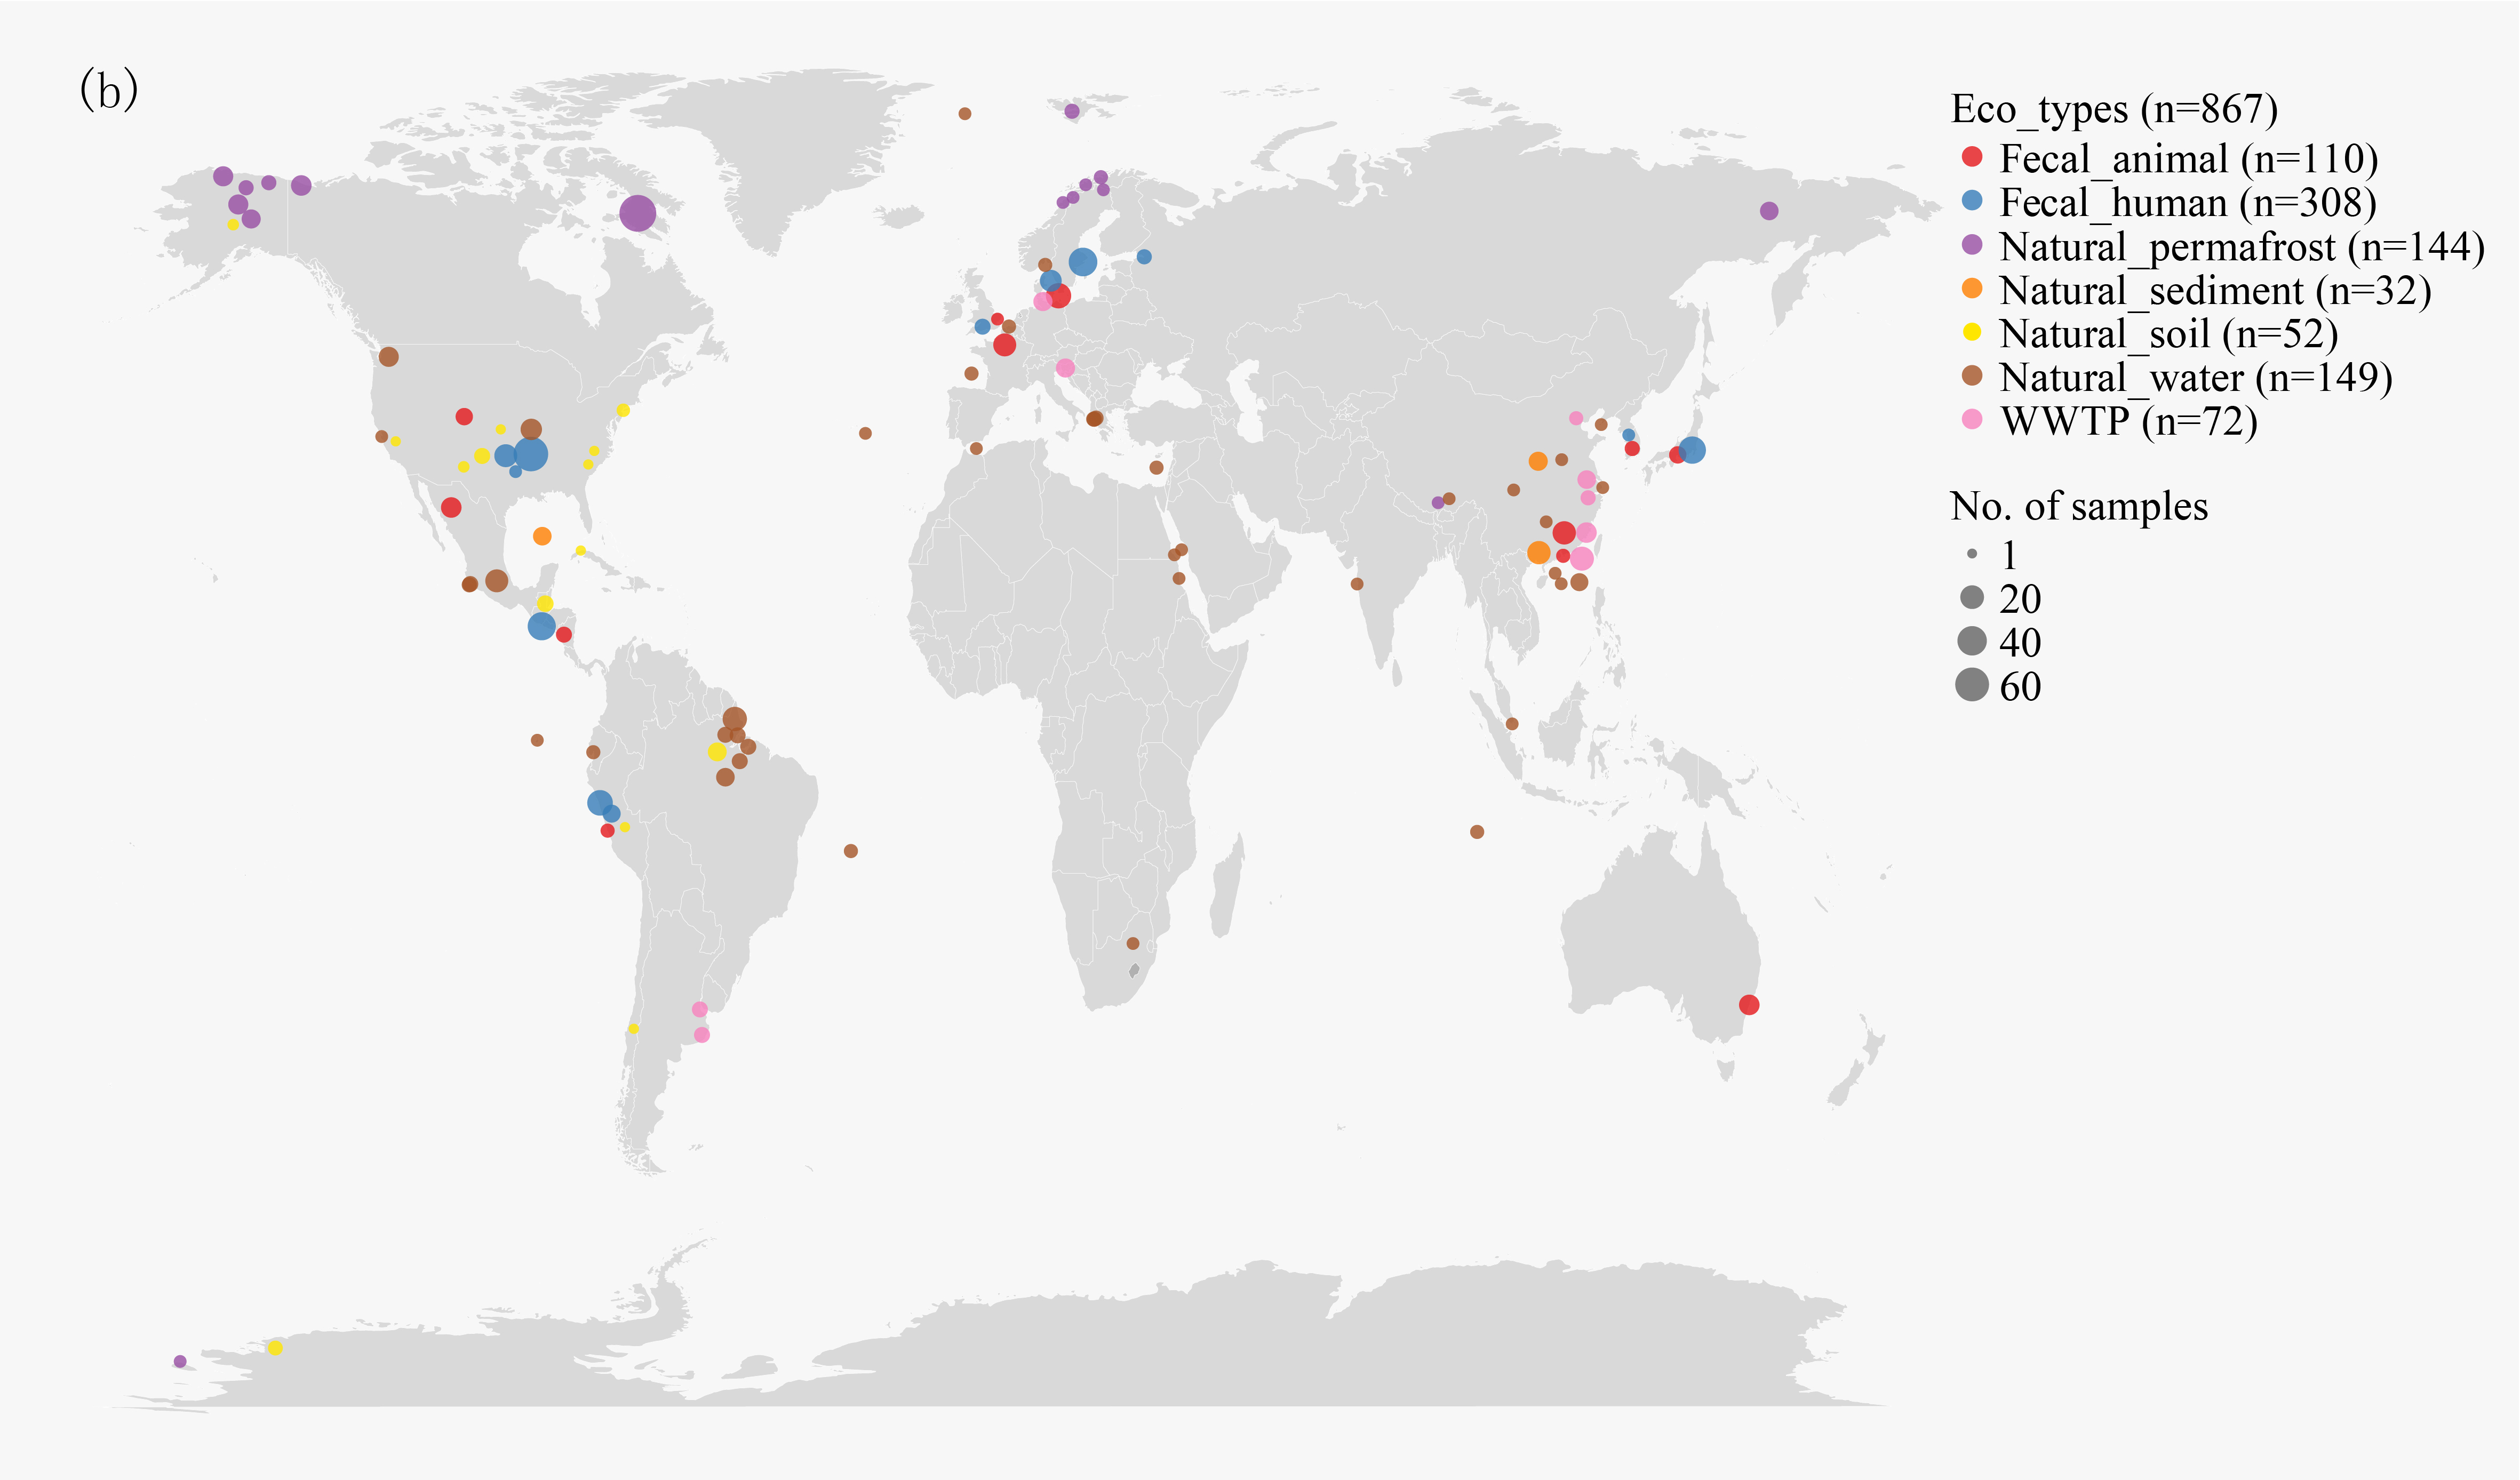 (b)
Eco_types (n=867)
Fecal_animal (n=110)
Fecal_human (n=308)
Natural_permafrost (n=144)
Natural_sediment (n=32)
Natural_soil (n=52)
Natural_water (n=149)
WWTP (n=72)
No. of samples
1
20
40
60